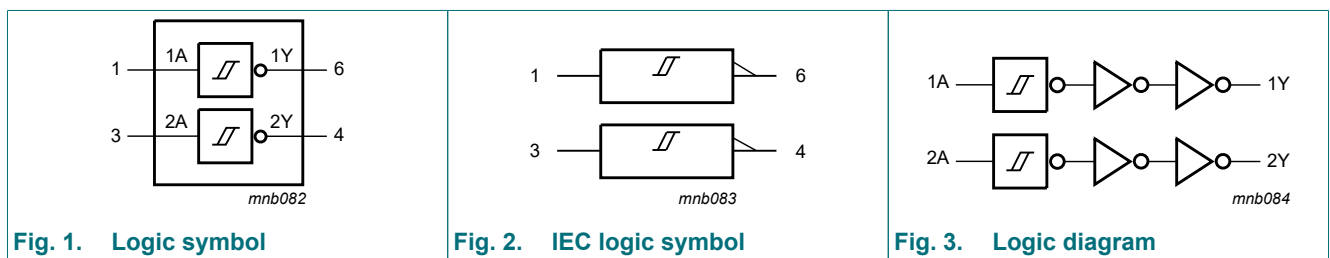 1A 1Y
1 6
2A 2Y
3 4
mnb082
Fig. 1. Logic symbol
1 6
3 4
mnb083
Fig. 2. IEC logic symbol
1A 1Y
2A 2Y
mnb084
Fig. 3. Logic diagram